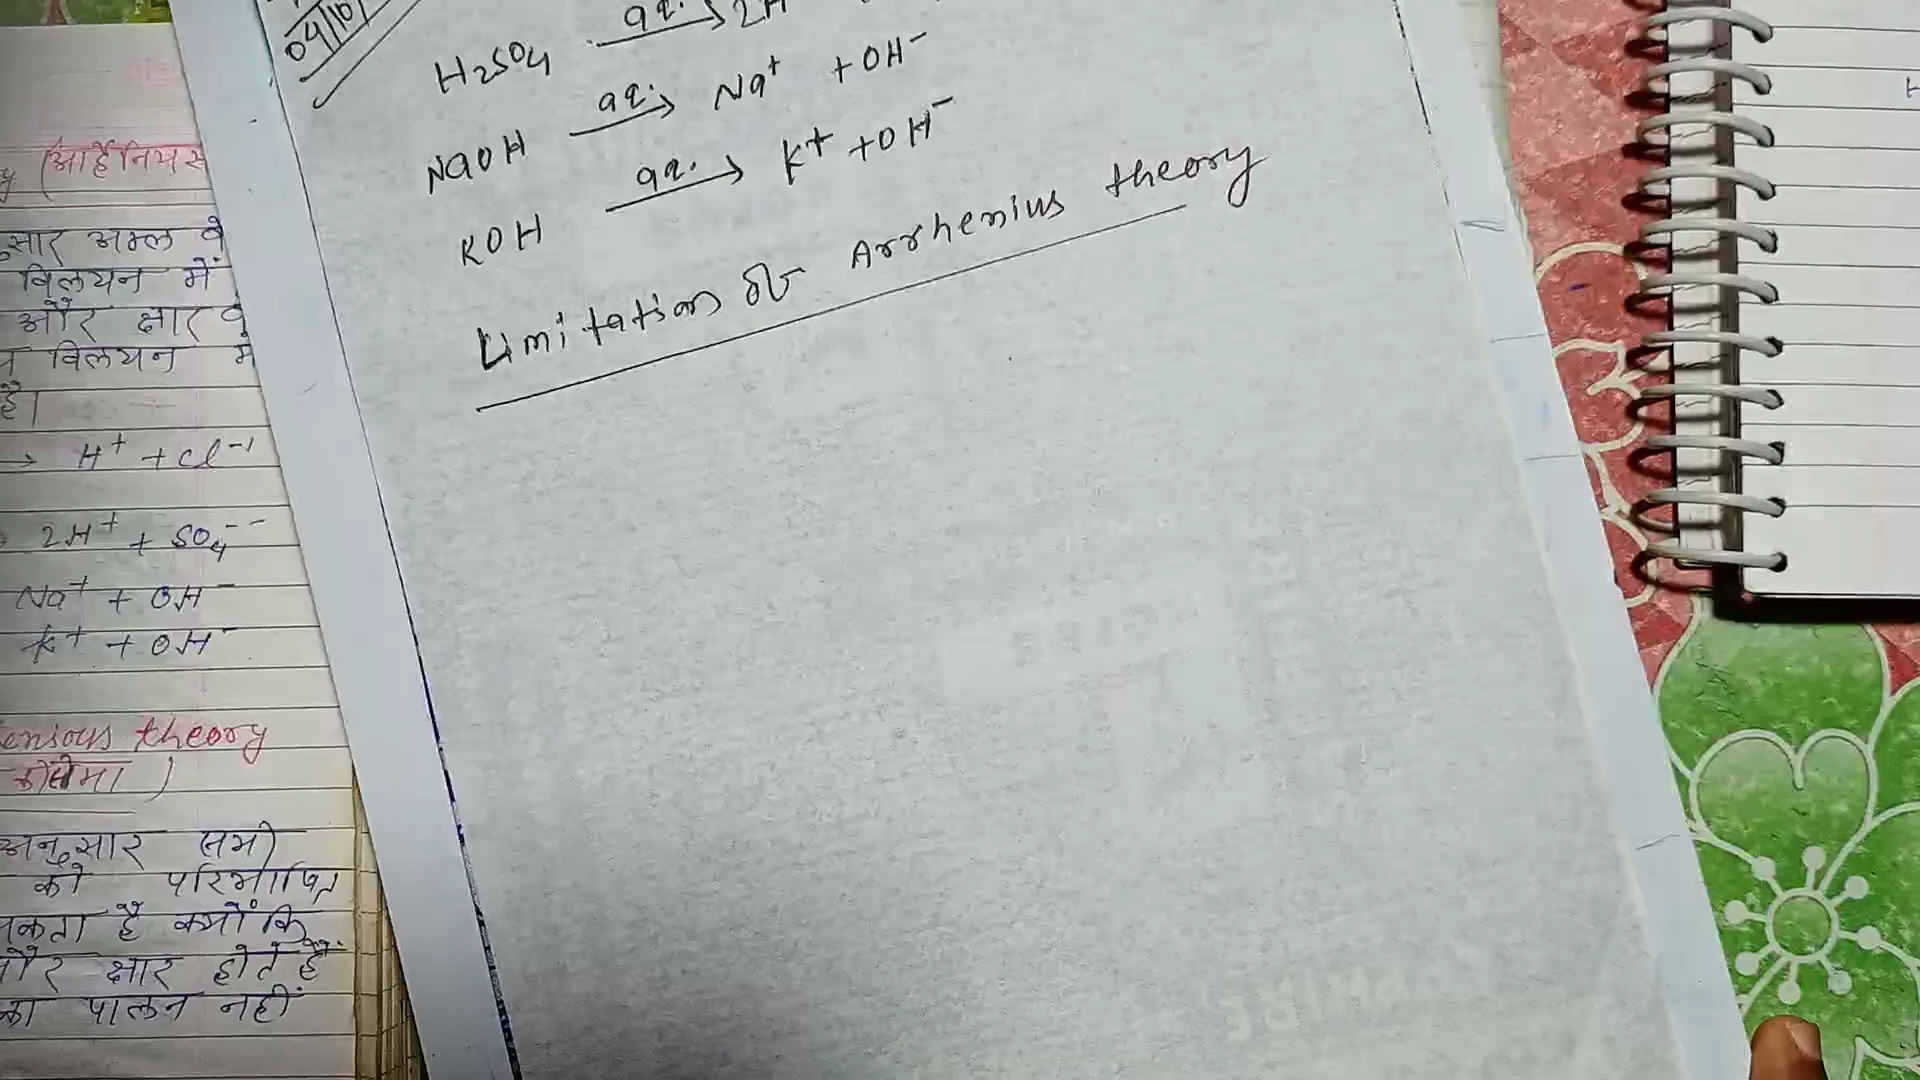 04/10/
H2SO4 aq. → 2H
NaOH aq. → Na+ + OH-
KOH aq. → K+ + OH-
Limitation of Arrhenius theory
(आर्हेनियस
सार अम्ल वे
विलयन में
और क्षार वे
विलयन में
है।
→ H+ + Cl-1
2H+ + SO4--
Na+ + OH-
K+ + OH-
enious theory
की सीमा)
अनुसार सभी
को परिभाषित
सकता है क्योंकि
और क्षार होते हैं
का पालन नहीं